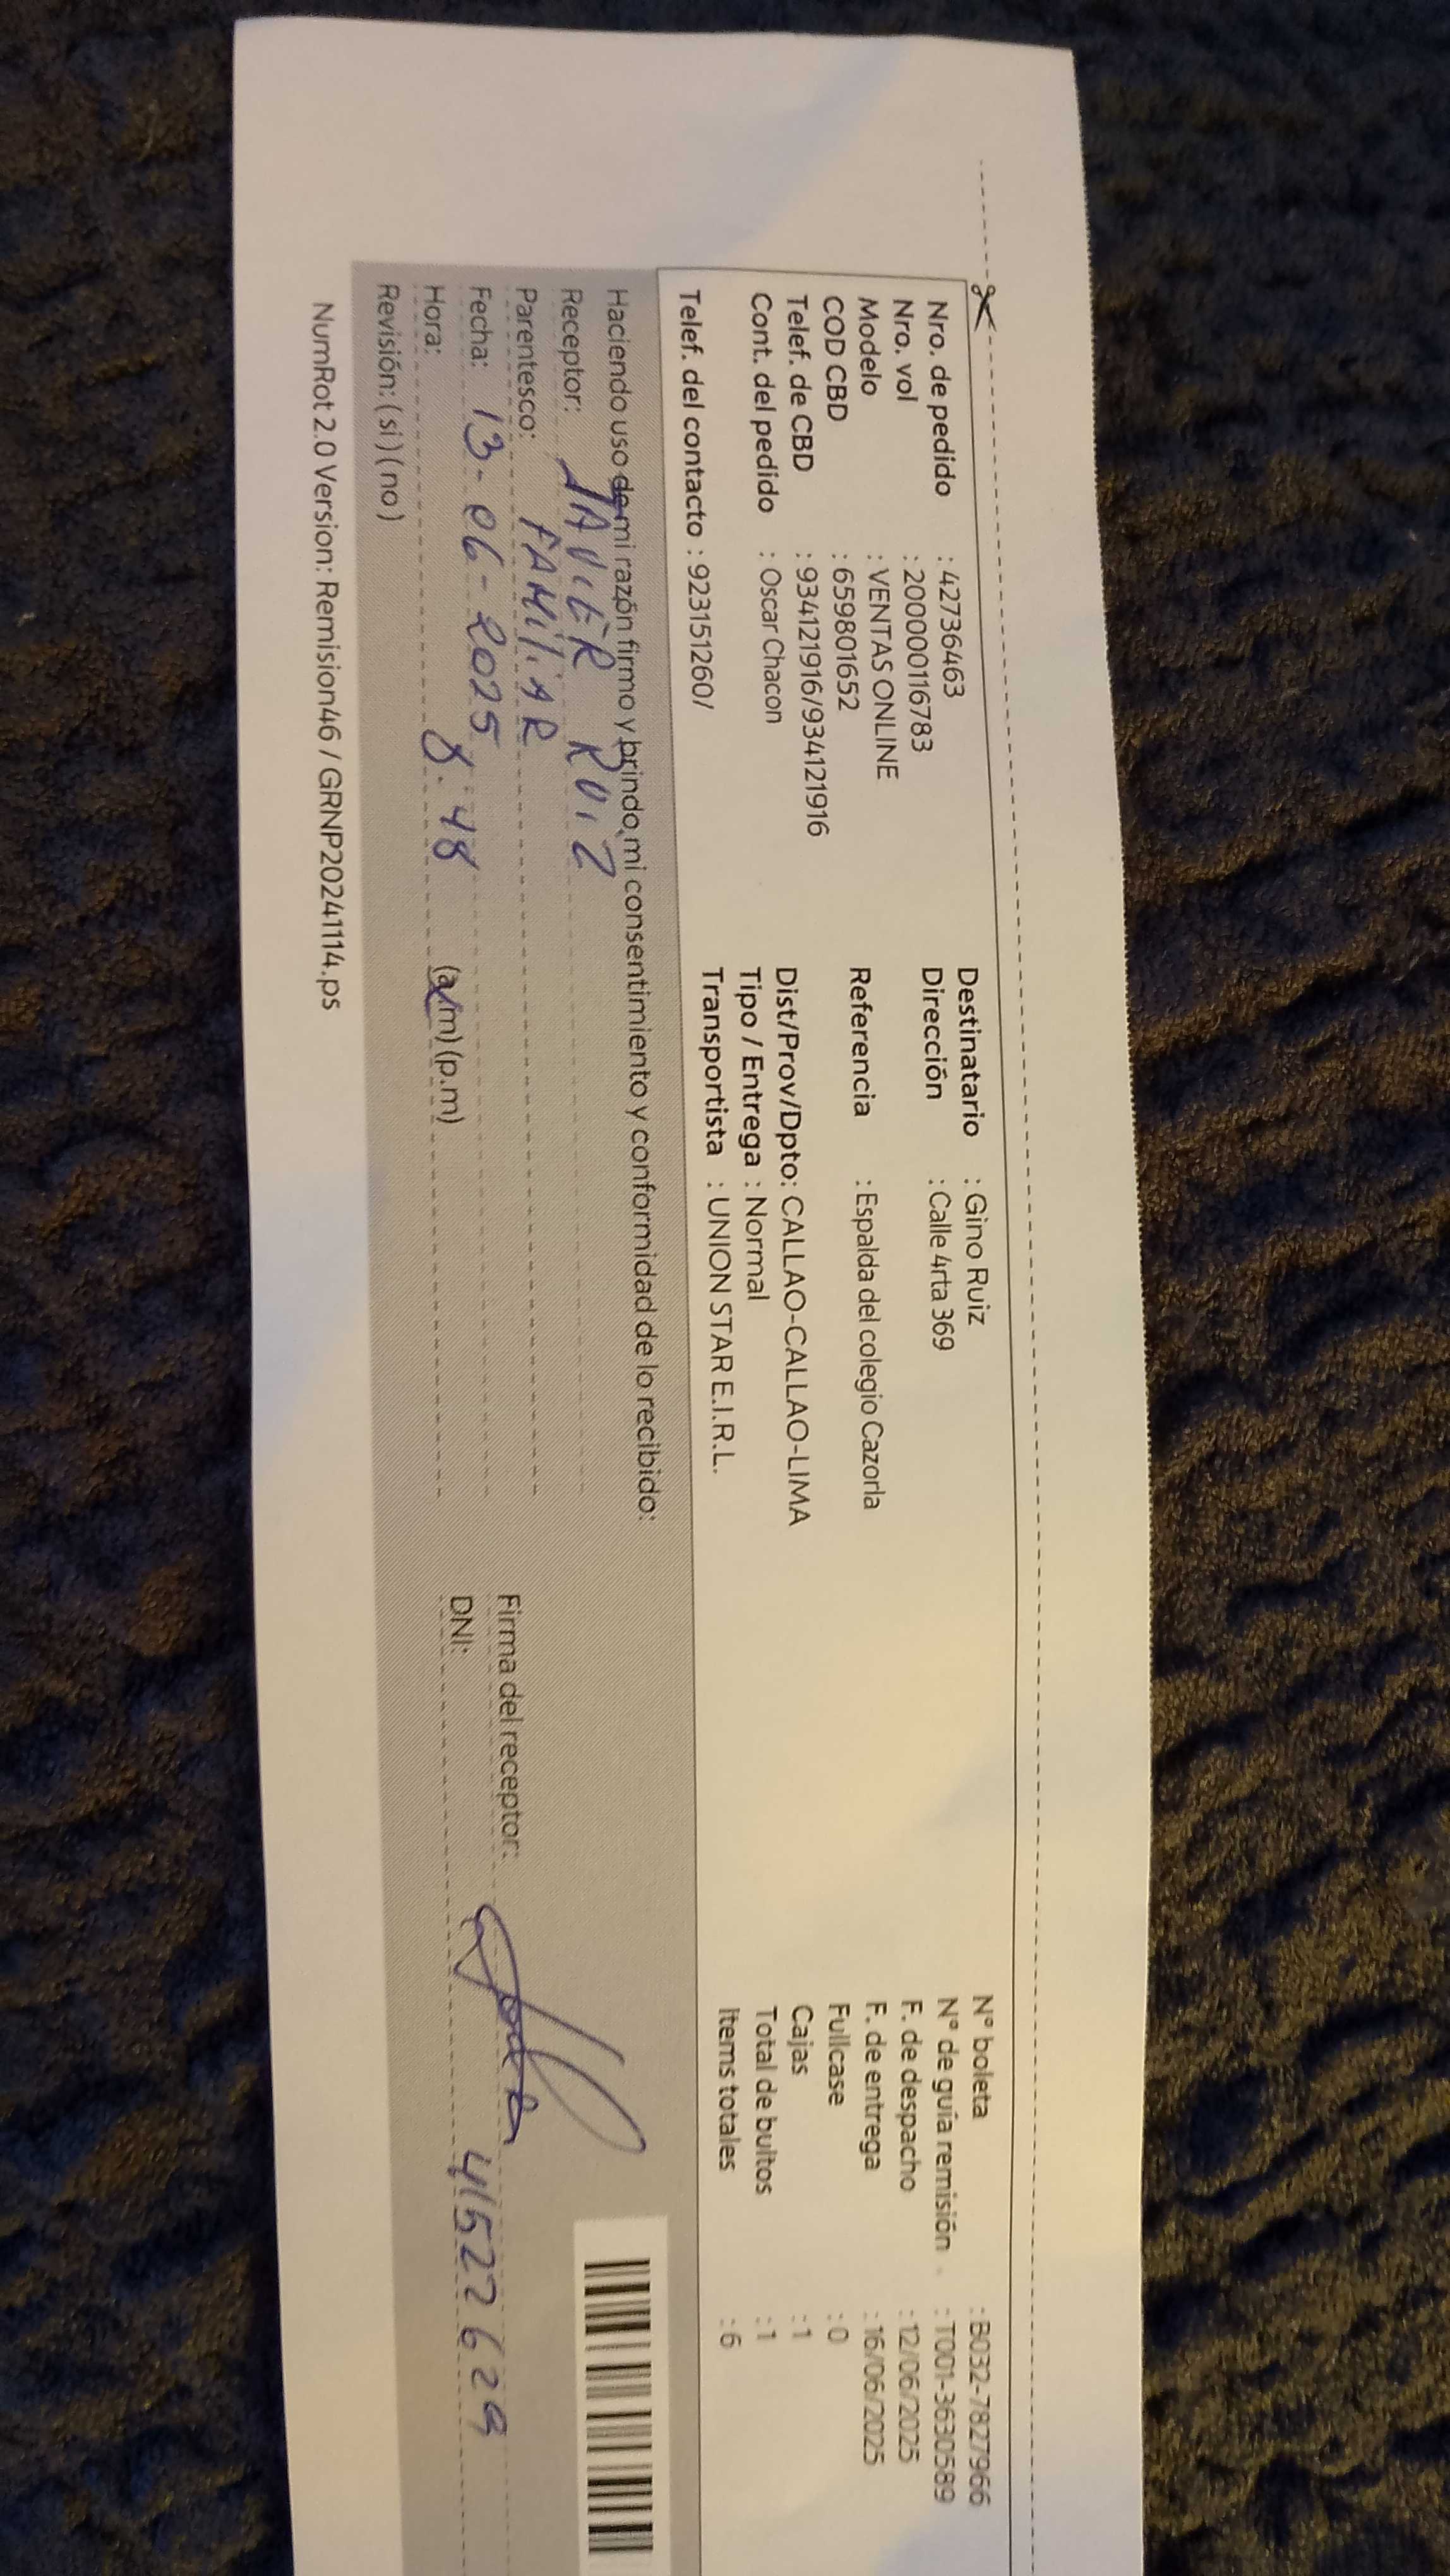 Nro. de pedido : 42736463
Nro. vol : 200000116783
Modelo : VENTAS ONLINE
COD CBD : 659801652
Telef. de CBD : 934121916/934121916
Cont. del pedido : Oscar Chacon
Telef. del contacto : 923151260/
Destinatario : Gino Ruiz
Dirección : Calle 4rta 369
Referencia : Espalda del colegio Cazorla
Dist/Prov/Dpto: CALLAO-CALLAO-LIMA
Tipo / Entrega : Normal
Transportista : UNION STAR E.I.R.L.
N° boleta : B032-7827966
N° de guía remisión : T001-3630589
F. de despacho : 12/06/2025
F. de entrega : 16/06/2025
Fullcase : 0
Cajas : 1
Total de bultos : 1
Items totales : 6
Haciendo uso de mi razón firmo y brindo mi consentimiento y conformidad de lo recibido:
Receptor: JAVIER RUIZ
Parentesco: FAMILIAR
Fecha: 13-06-2025
Hora: 8:48 (a.m) (p.m)
Revisión: (si) (no)
Firma del receptor:
DNI: 41522629
NumRot 2.0 Version: Remision46 / GRNP20241114.ps